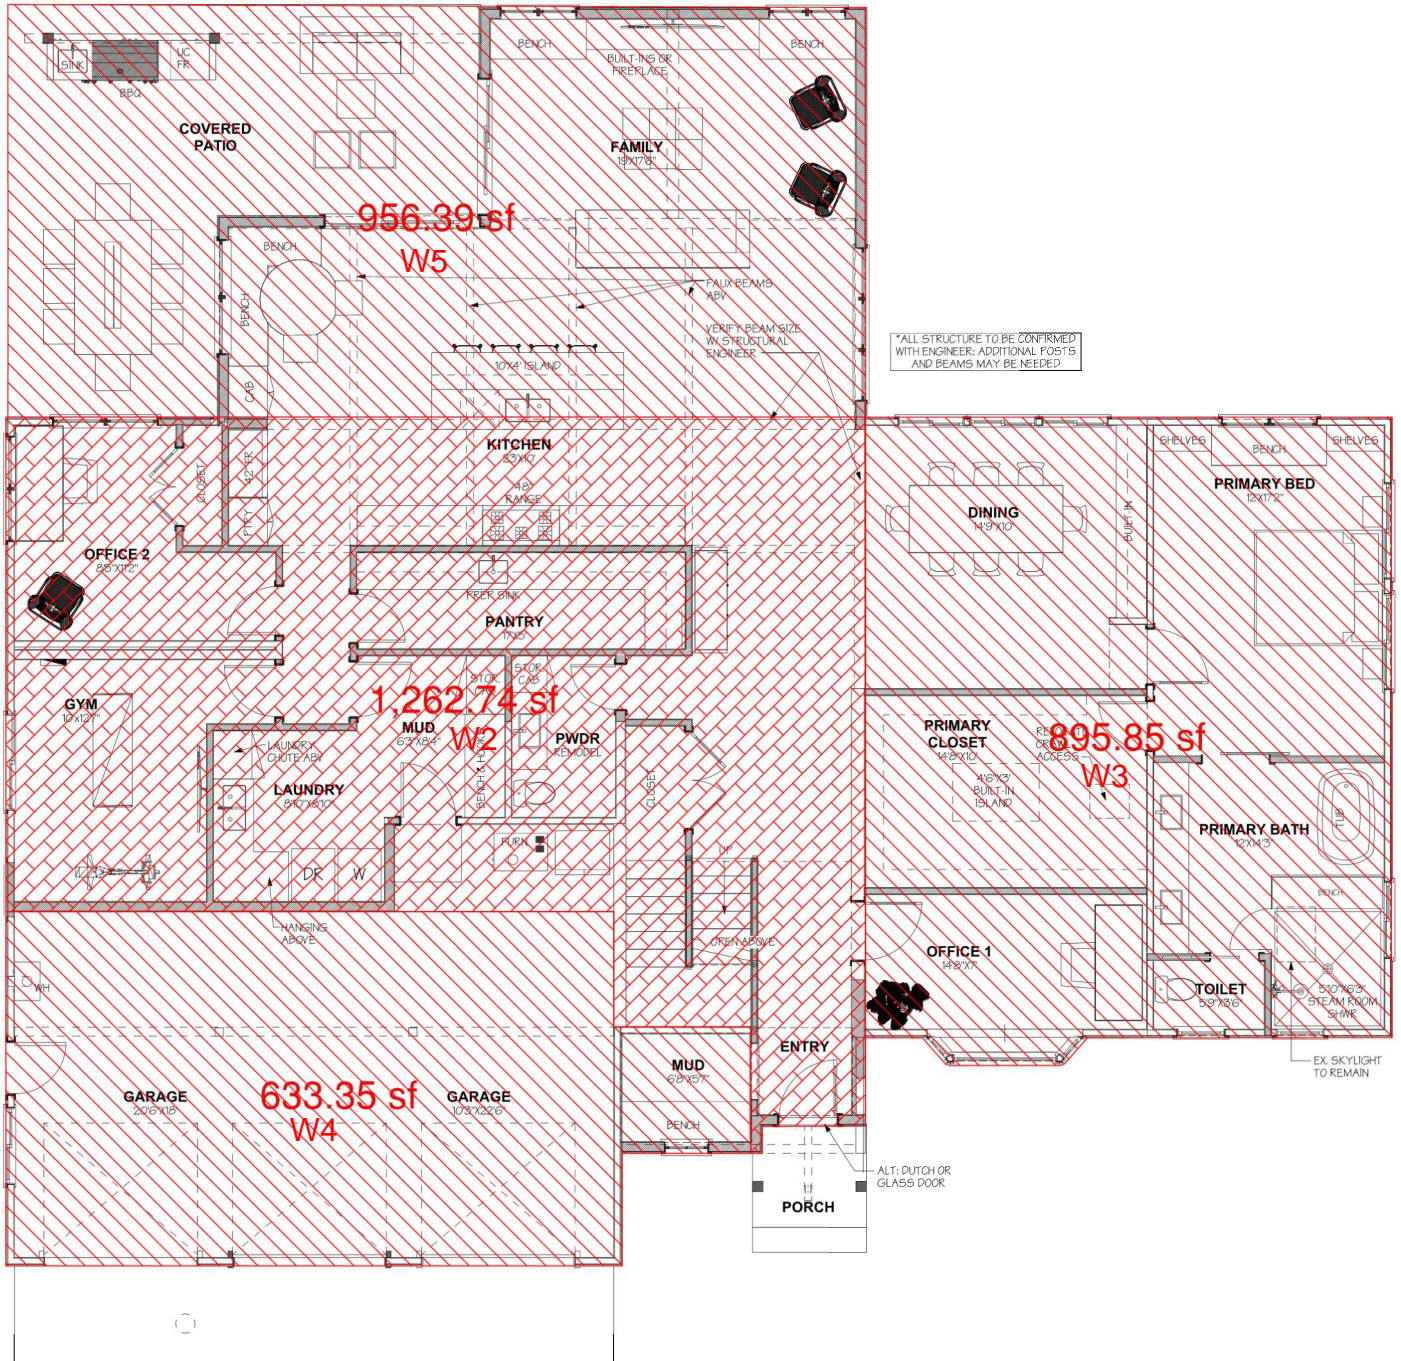 BENCH
BENCH
SINK
UC
FR
BBQ
BUILT-INS OR
FIREPLACE
COVERED
PATIO
FAMILY
19'X17'6"
956.39 sf
W5
BENCH
BENCH
FAUX BEAMS
ABV
VERIFY BEAM SIZE
W/ STRUCTURAL
ENGINEER
*ALL STRUCTURE TO BE CONFIRMED
WITH ENGINEER; ADDITIONAL POSTS
AND BEAMS MAY BE NEEDED
10'X4' ISLAND
CAB
KITCHEN
23'X10'
SHELVES
BENCH
SHELVES
42" FR
CLOSET
PTRY
48"
RANGE
DINING
14'9"X10'
BUILT IN
PRIMARY BED
12'X17'2"
OFFICE 2
8'5"X11'2"
PREP SINK
PANTRY
17'X5'
STOR.
CAB
STOR.
CAB
1,262.74 sf
W2
GYM
10'x12'7"
MUD
6'3"X8'4"
PWDR
REMODEL
LAUNDRY
CHUTE ABV
BENCH & HOOKS
CLOSET
LAUNDRY
8'10"X8'10"
PRIMARY
CLOSET
14'8"X10'
ACCESS
895.85 sf
W3
4'6"X3'
BUILT-IN
ISLAND
TUB
PRIMARY BATH
12'X14'3"
FURN
UP
DR
W
BENCH
HANGING
ABOVE
OPEN ABOVE
OFFICE 1
14'8"X7'
TOILET
5'9"X3'6"
5'10"X6'3"
STEAM ROOM
SHWR
WH
ENTRY
MUD
6'8"X5'7"
EX. SKYLIGHT
TO REMAIN
GARAGE
20'6"X18'
633.35 sf
W4
GARAGE
10'3"X22'6"
BENCH
ALT: DUTCH OR
GLASS DOOR
PORCH